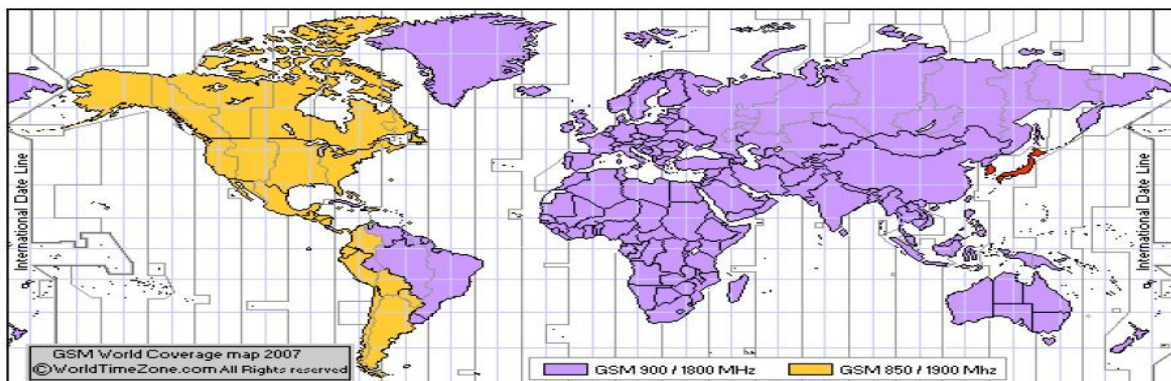 International Date Line
International Date Line
GSM World Coverage map 2007
©WorldTimeZone.com All Rights reserved
GSM 900 / 1800 MHz
GSM 850 / 1900 Mhz